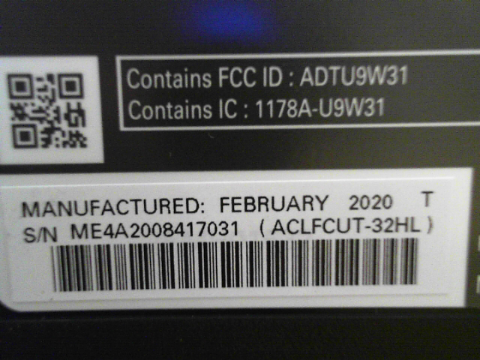 Contains FCC ID : ADTU9W31
Contains IC : 1178A-U9W31
MANUFACTURED: FEBRUARY 2020 T
S/N ME4A2008417031 ( ACLFCUT-32HL )